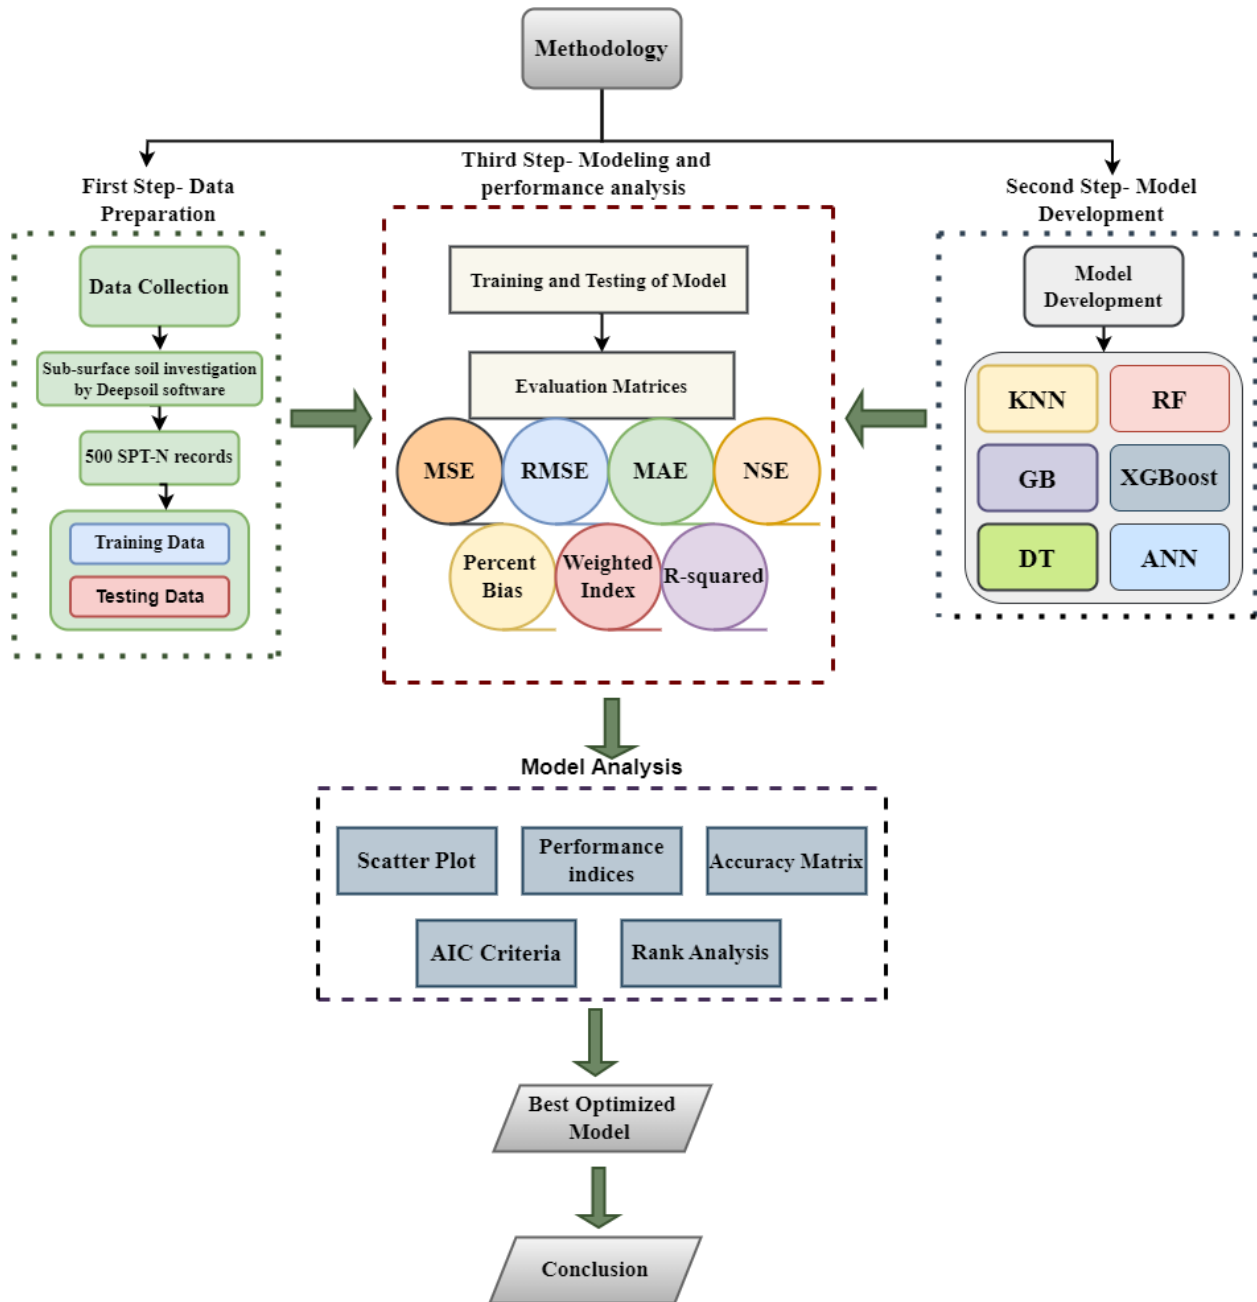 Methodology
First Step- Data
Preparation
Data Collection
Sub-surface soil investigation
by Deepsoil software
500 SPT-N records
Training Data
Testing Data
Third Step- Modeling and
performance analysis
Training and Testing of Model
Evaluation Matrices
MSE
RMSE
MAE
NSE
Percent
Bias
Weighted
Index
R-squared
Second Step- Model
Development
Model
Development
KNN
RF
GB
XGBoost
DT
ANN
Model Analysis
Scatter Plot
Performance
indices
Accuracy Matrix
AIC Criteria
Rank Analysis
Best Optimized
Model
Conclusion